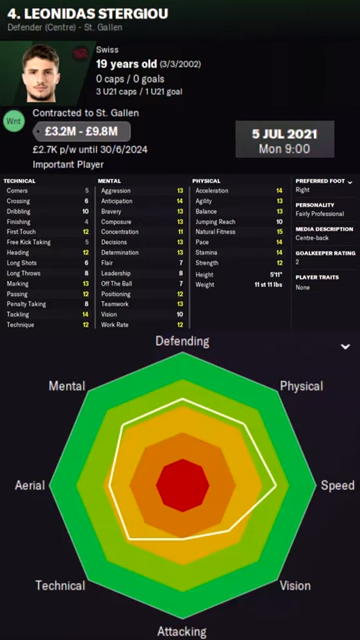 4. LEONIDAS STERGIOU
Defender (Centre) - St. Gallen
Swiss
19 years old (3/3/2002)
0 caps / 0 goals
3 U21 caps / 1 U21 goal
Wnt
Contracted to St. Gallen
£3.2M - £9.8M
£2.7K p/w until 30/6/2024
Important Player
5 JUL 2021
Mon 9:00
TECHNICAL
Corners 5
Crossing 6
Dribbling 10
Finishing 4
First Touch 12
Free Kick Taking 5
Heading 12
Long Shots 6
Long Throws 8
Marking 13
Passing 12
Penalty Taking 8
Tackling 14
Technique 12
MENTAL
Aggression 13
Anticipation 14
Bravery 13
Composure 13
Concentration 11
Decisions 13
Determination 13
Flair 7
Leadership 8
Off The Ball 7
Positioning 12
Teamwork 13
Vision 10
Work Rate 12
PHYSICAL
Acceleration 14
Agility 13
Balance 13
Jumping Reach 10
Natural Fitness 15
Pace 14
Stamina 14
Strength 12
Height 5'11"
Weight 11 st 11 lbs
PREFERRED FOOT
Right
PERSONALITY
Fairly Professional
MEDIA DESCRIPTION
Centre-back
GOALKEEPER RATING
2
PLAYER TRAITS
None
Defending
Mental
Physical
Aerial
Speed
Technical
Vision
Attacking